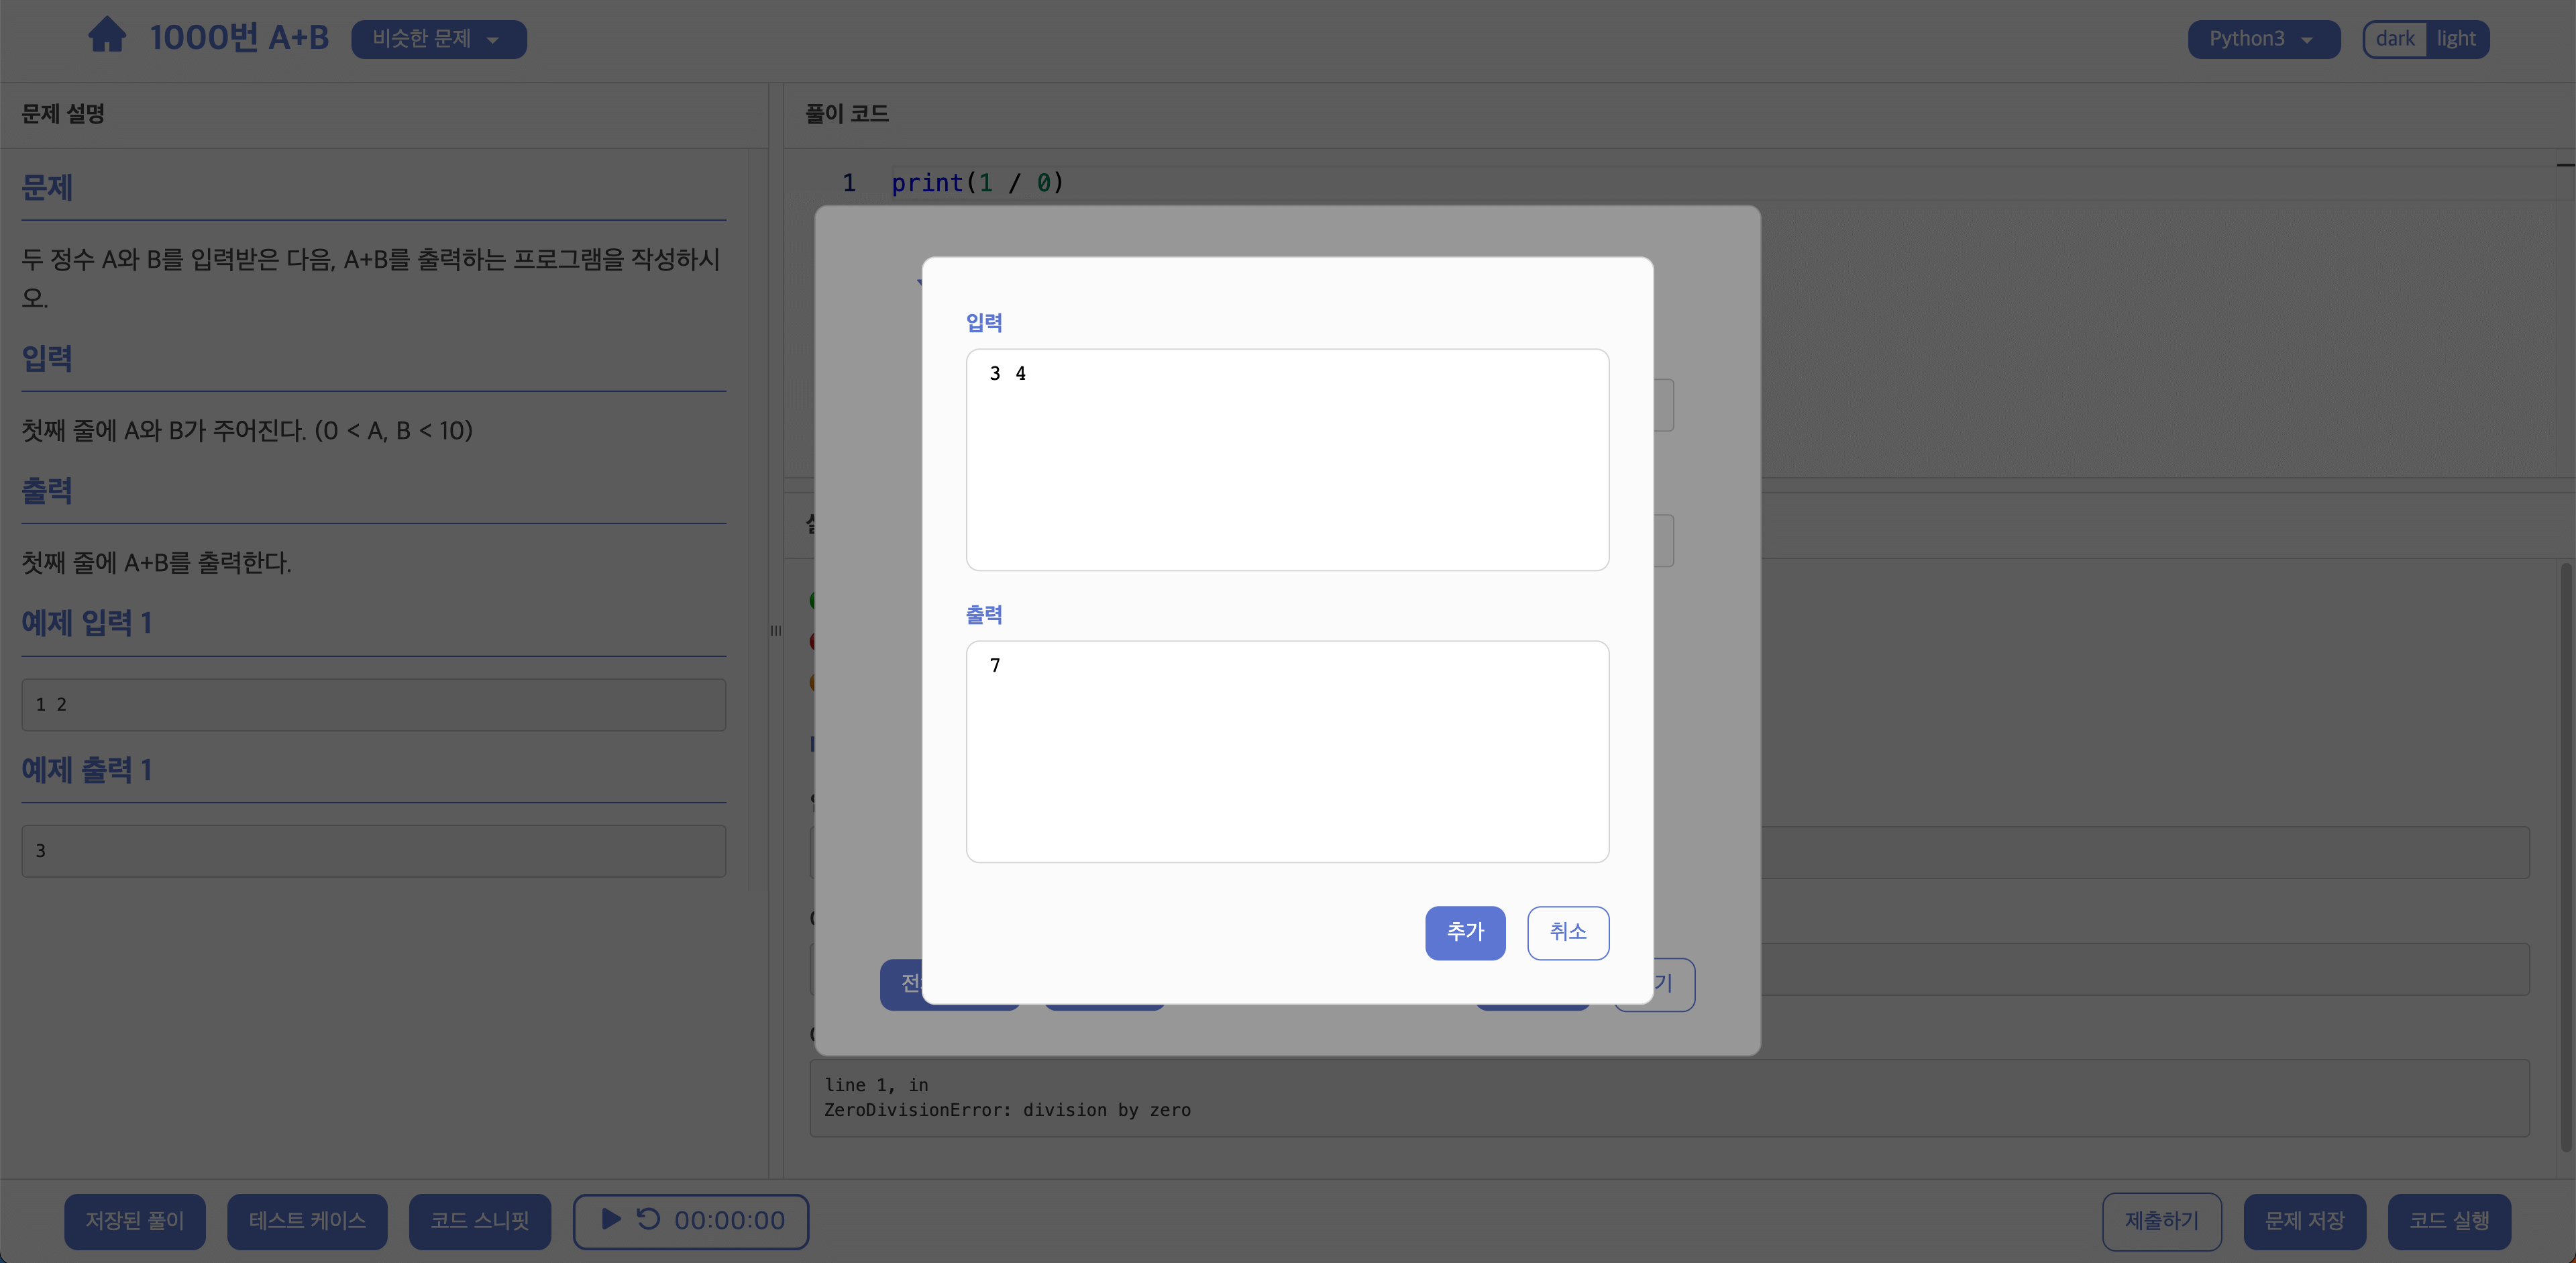 1000번 A+B
비슷한 문제
Python3
dark
light
문제 설명
문제
두 정수 A와 B를 입력받은 다음, A+B를 출력하는 프로그램을 작성하시
오.
입력
첫째 줄에 A와 B가 주어진다. (0 < A, B < 10)
출력
첫째 줄에 A+B를 출력한다.
예제 입력 1
1 2
예제 출력 1
3
풀이 코드
1 print(1 / 0)
입력
3 4
출력
7
추가
취소
line 1, in
ZeroDivisionError: division by zero
저장된 풀이
테스트 케이스
코드 스니핏
00:00:00
제출하기
문제 저장
코드 실행